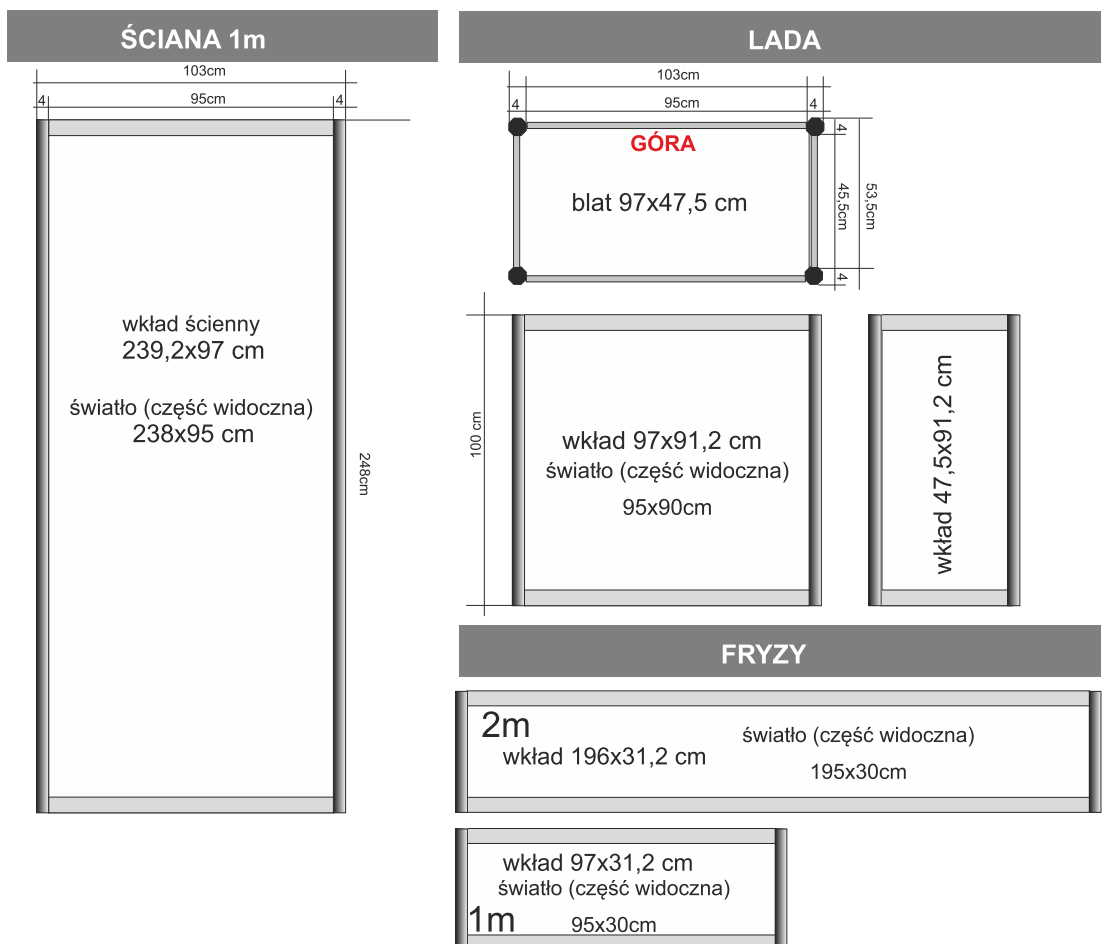 ŚCIANA 1m
103cm
4
95cm
4
wkład ścienny
239,2x97 cm
światło (część widoczna)
238x95 cm
248cm
LADA
103cm
4
95cm
4
GÓRA
blat 97x47,5 cm
4
45,5cm
53,5cm
4
100 cm
wkład 97x91,2 cm
światło (część widoczna)
95x90cm
wkład 47,5x91,2 cm
FRYZY
2m
wkład 196x31,2 cm
światło (część widoczna)
195x30cm
wkład 97x31,2 cm
światło (część widoczna)
1m
95x30cm